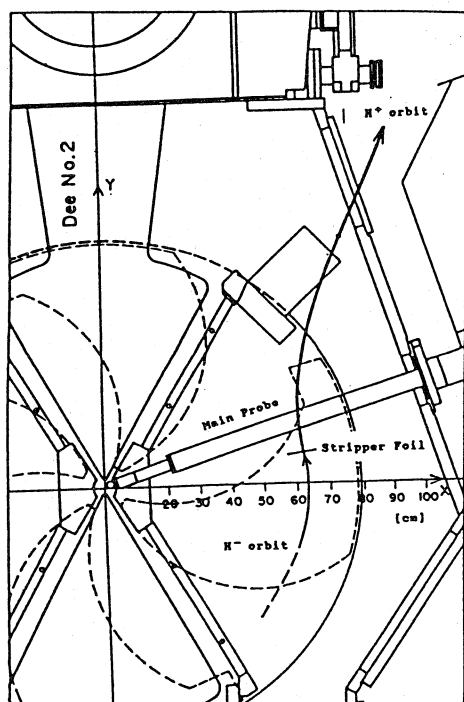 H+ orbit
Dee No.2
Y
Main Probe
Stripper Foil
X
20 30 40 50 60 70 80 90 100
[cm]
H- orbit